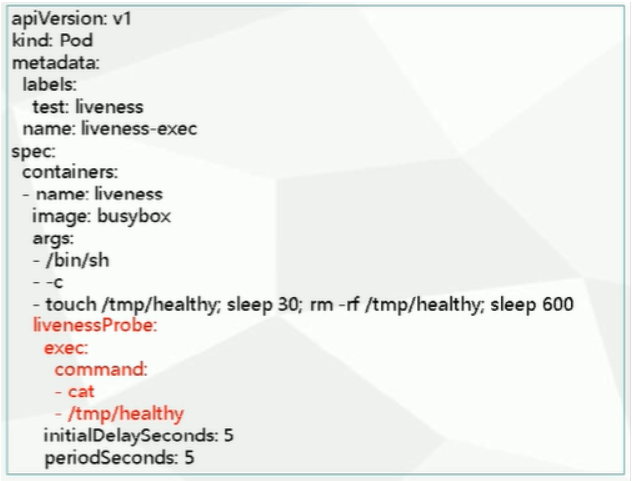 apiVersion: v1
kind: Pod
metadata:
  labels:
    test: liveness
  name: liveness-exec
spec:
  containers:
  - name: liveness
    image: busybox
    args:
    - /bin/sh
    - -c
    - touch /tmp/healthy; sleep 30; rm -rf /tmp/healthy; sleep 600
    livenessProbe:
      exec:
        command:
        - cat
        - /tmp/healthy
      initialDelaySeconds: 5
      periodSeconds: 5